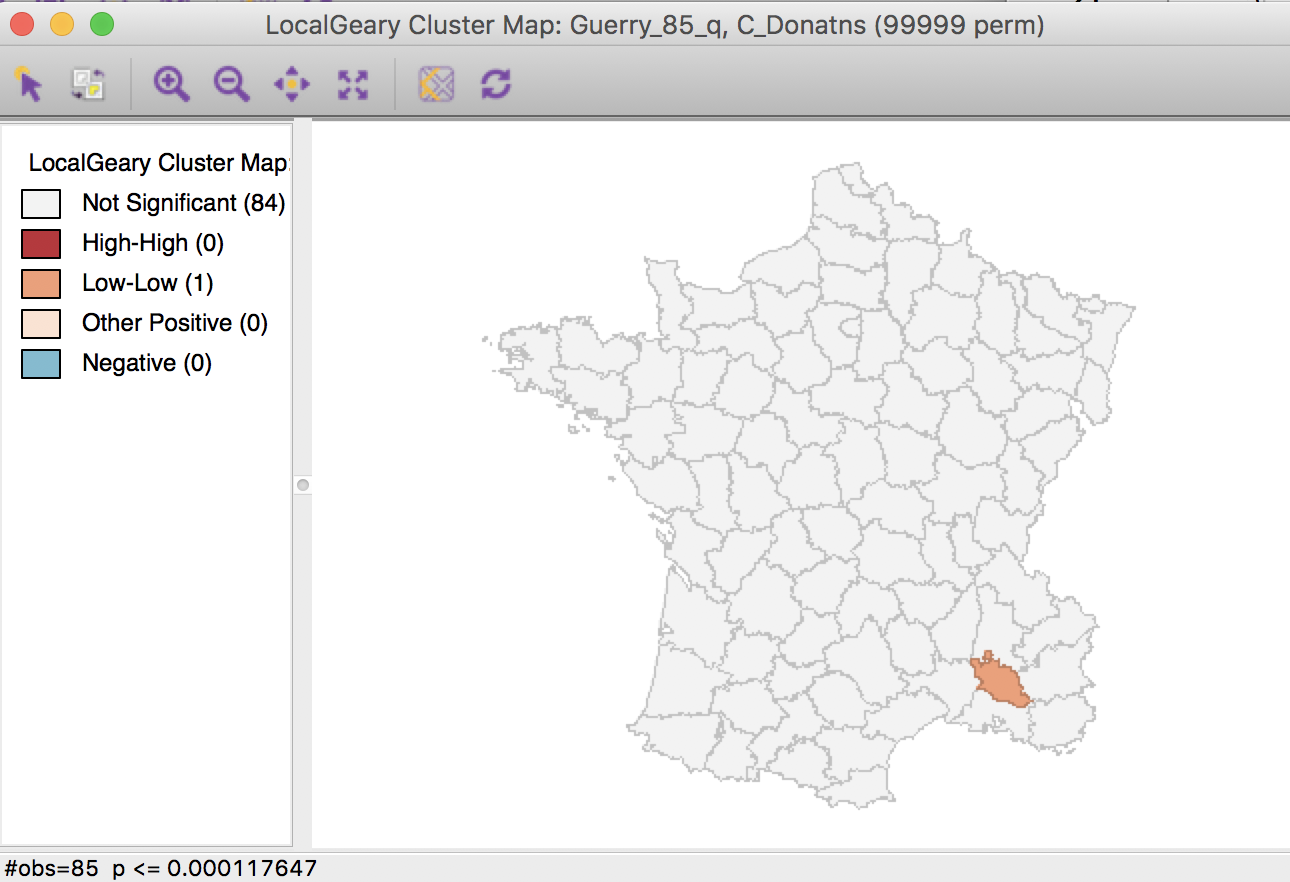 LocalGeary Cluster Map: Guerry_85_q, C_Donatns (99999 perm)
LocalGeary Cluster Map:
Not Significant (84)
High-High (0)
Low-Low (1)
Other Positive (0)
Negative (0)
#obs=85 p <= 0.000117647